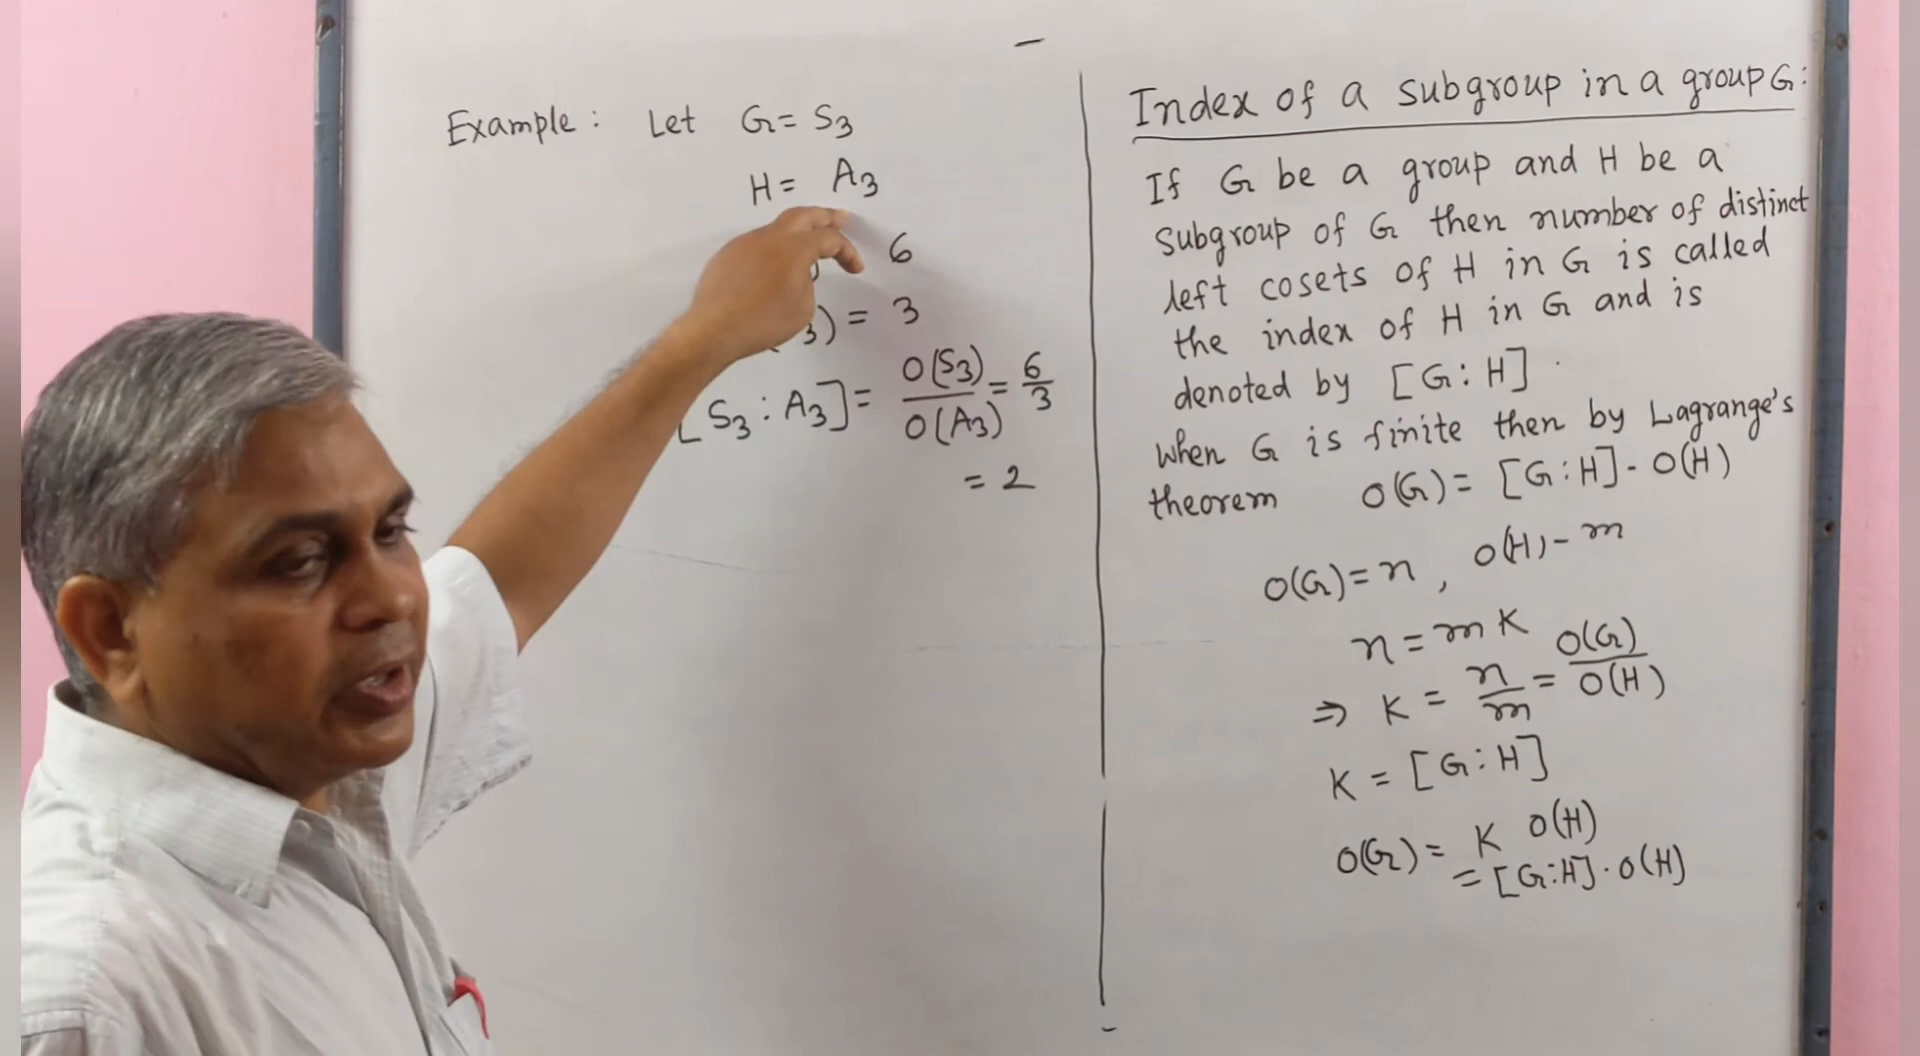 Example : Let G = S₃
H = A₃
6
₃) = 3
[S₃ : A₃] = O(S₃)/O(A₃) = 6/3
= 2
Index of a subgroup in a group G :
If G be a group and H be a
subgroup of G then number of distinct
left cosets of H in G is called
the index of H in G and is
denoted by [G : H] .
when G is finite then by Lagrange's
theorem O(G) = [G : H] - O(H)
O(G) = n , O(H) - m
n = m K
⇒ K = n/m = O(G)/O(H)
K = [G : H]
O(G) = K O(H)
= [G : H] · O(H)